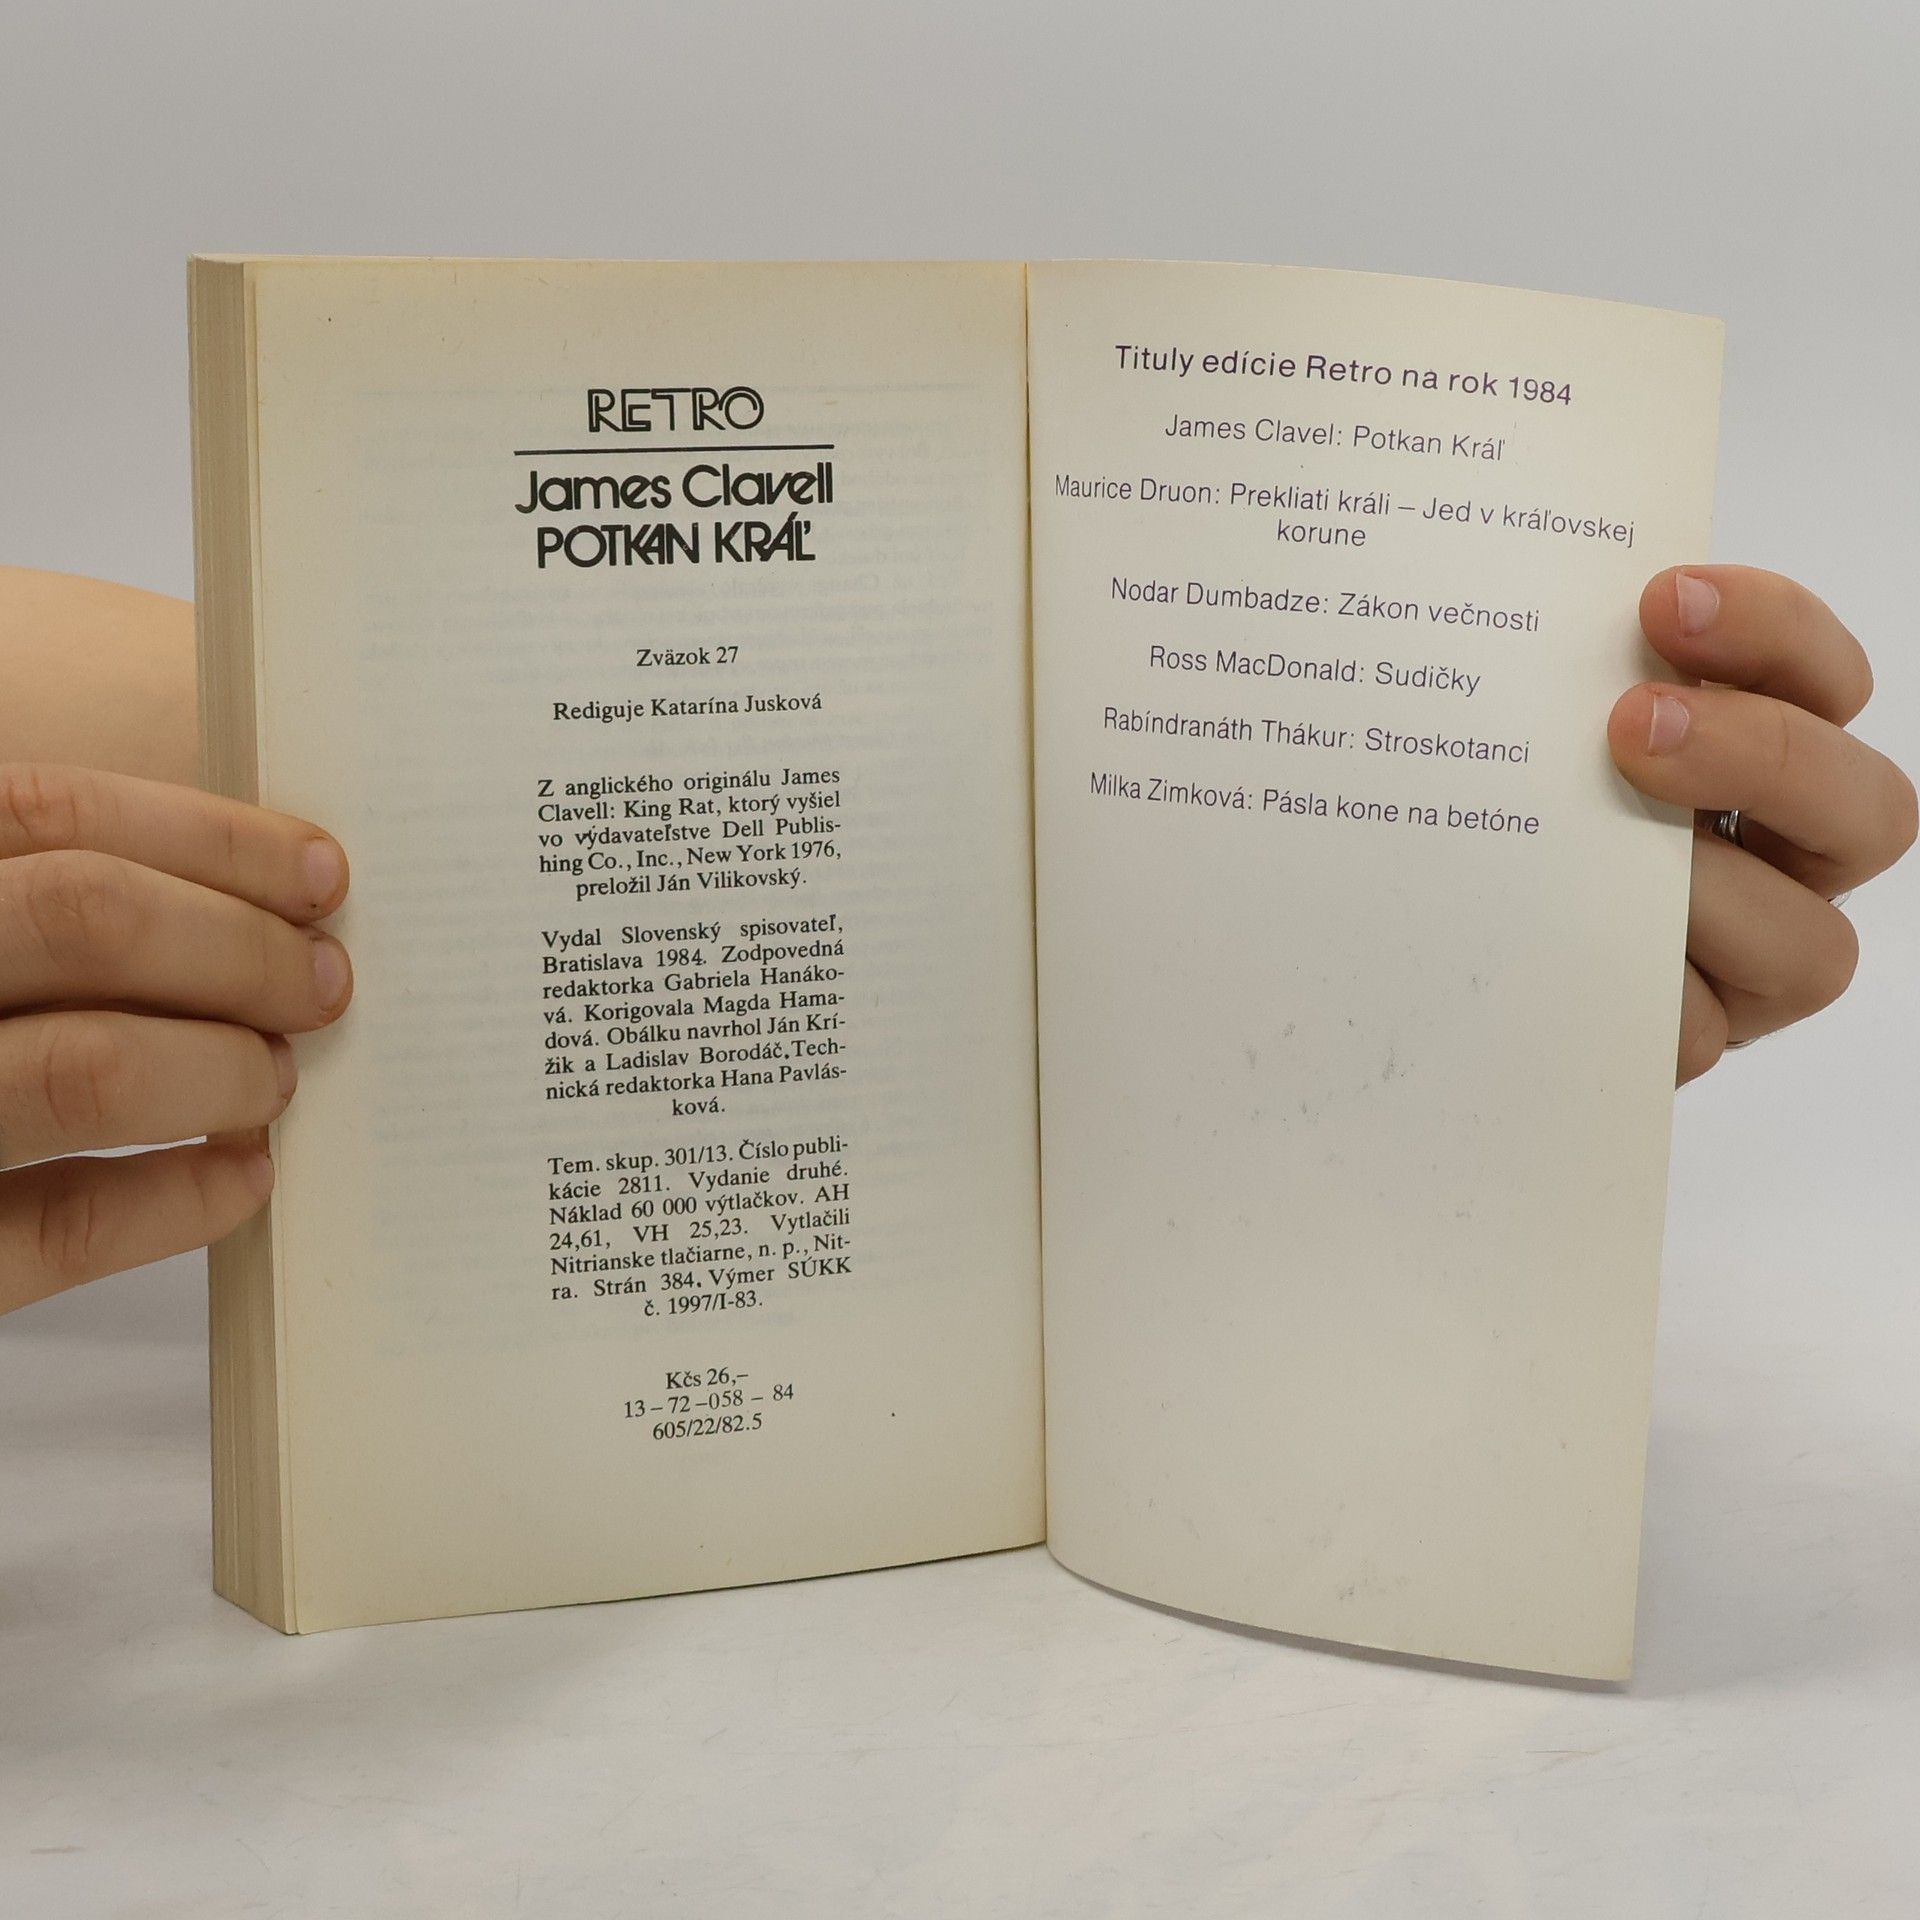 RETRO
James Clavell
POTKAN KRÁĽ
Zväzok 27
Rediguje Katarína Jusková
Z anglického originálu James
Clavell: King Rat, ktorý vyšiel
vo vydavateľstve Dell Publis-
hing Co., Inc., New York 1976,
preložil Ján Vilikovský.
Vydal Slovenský spisovateľ,
Bratislava 1984. Zodpovedná
redaktorka Gabriela Hanáko-
vá. Korigovala Magda Hama-
dová. Obálku navrhol Ján Krí-
žik a Ladislav Borodáč. Tech-
nická redaktorka Hana Pavlás-
ková.
Tem. skup. 301/13. Číslo publi-
kácie 2811. Vydanie druhé.
Náklad 60 000 výtlačkov. AH
24,61, VH 25,23. Vytlačili
Nitrianske tlačiarne, n. p., Nit-
ra. Strán 384. Výmer SÚKK
č. 1997/I-83.
Kčs 26,–
13 – 72 –058 – 84
605/22/82.5
Tituly edície Retro na rok 1984
James Clavel: Potkan Kráľ
Maurice Druon: Prekliati králi – Jed v kráľovskej
korune
Nodar Dumbadze: Zákon večnosti
Ross MacDonald: Sudičky
Rabíndranáth Thákur: Stroskotanci
Milka Zimková: Pásla kone na betóne